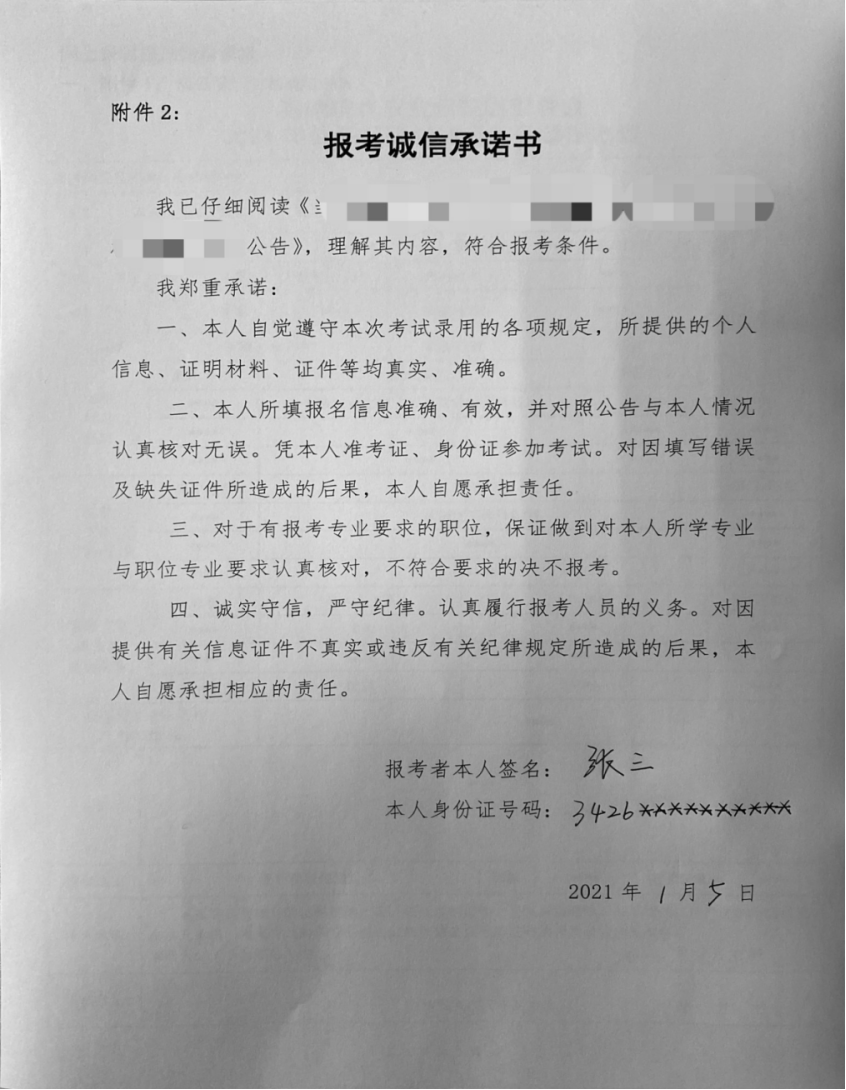 附件 2：
报考诚信承诺书
我已仔细阅读《
公告》，理解其内容，符合报考条件。
我郑重承诺：
一、本人自觉遵守本次考试录用的各项规定，所提供的个人
信息、证明材料、证件等均真实、准确。
二、本人所填报名信息准确、有效，并对照公告与本人情况
认真核对无误。凭本人准考证、身份证参加考试。对因填写错误
及缺失证件所造成的后果，本人自愿承担责任。
三、对于有报考专业要求的职位，保证做到对本人所学专业
与职位专业要求认真核对，不符合要求的决不报考。
四、诚实守信，严守纪律。认真履行报考人员的义务。对因
提供有关信息证件不真实或违反有关纪律规定所造成的后果，本
人自愿承担相应的责任。
报考者本人签名：张三
本人身份证号码：3426××××××××××
2021 年 1 月 5 日